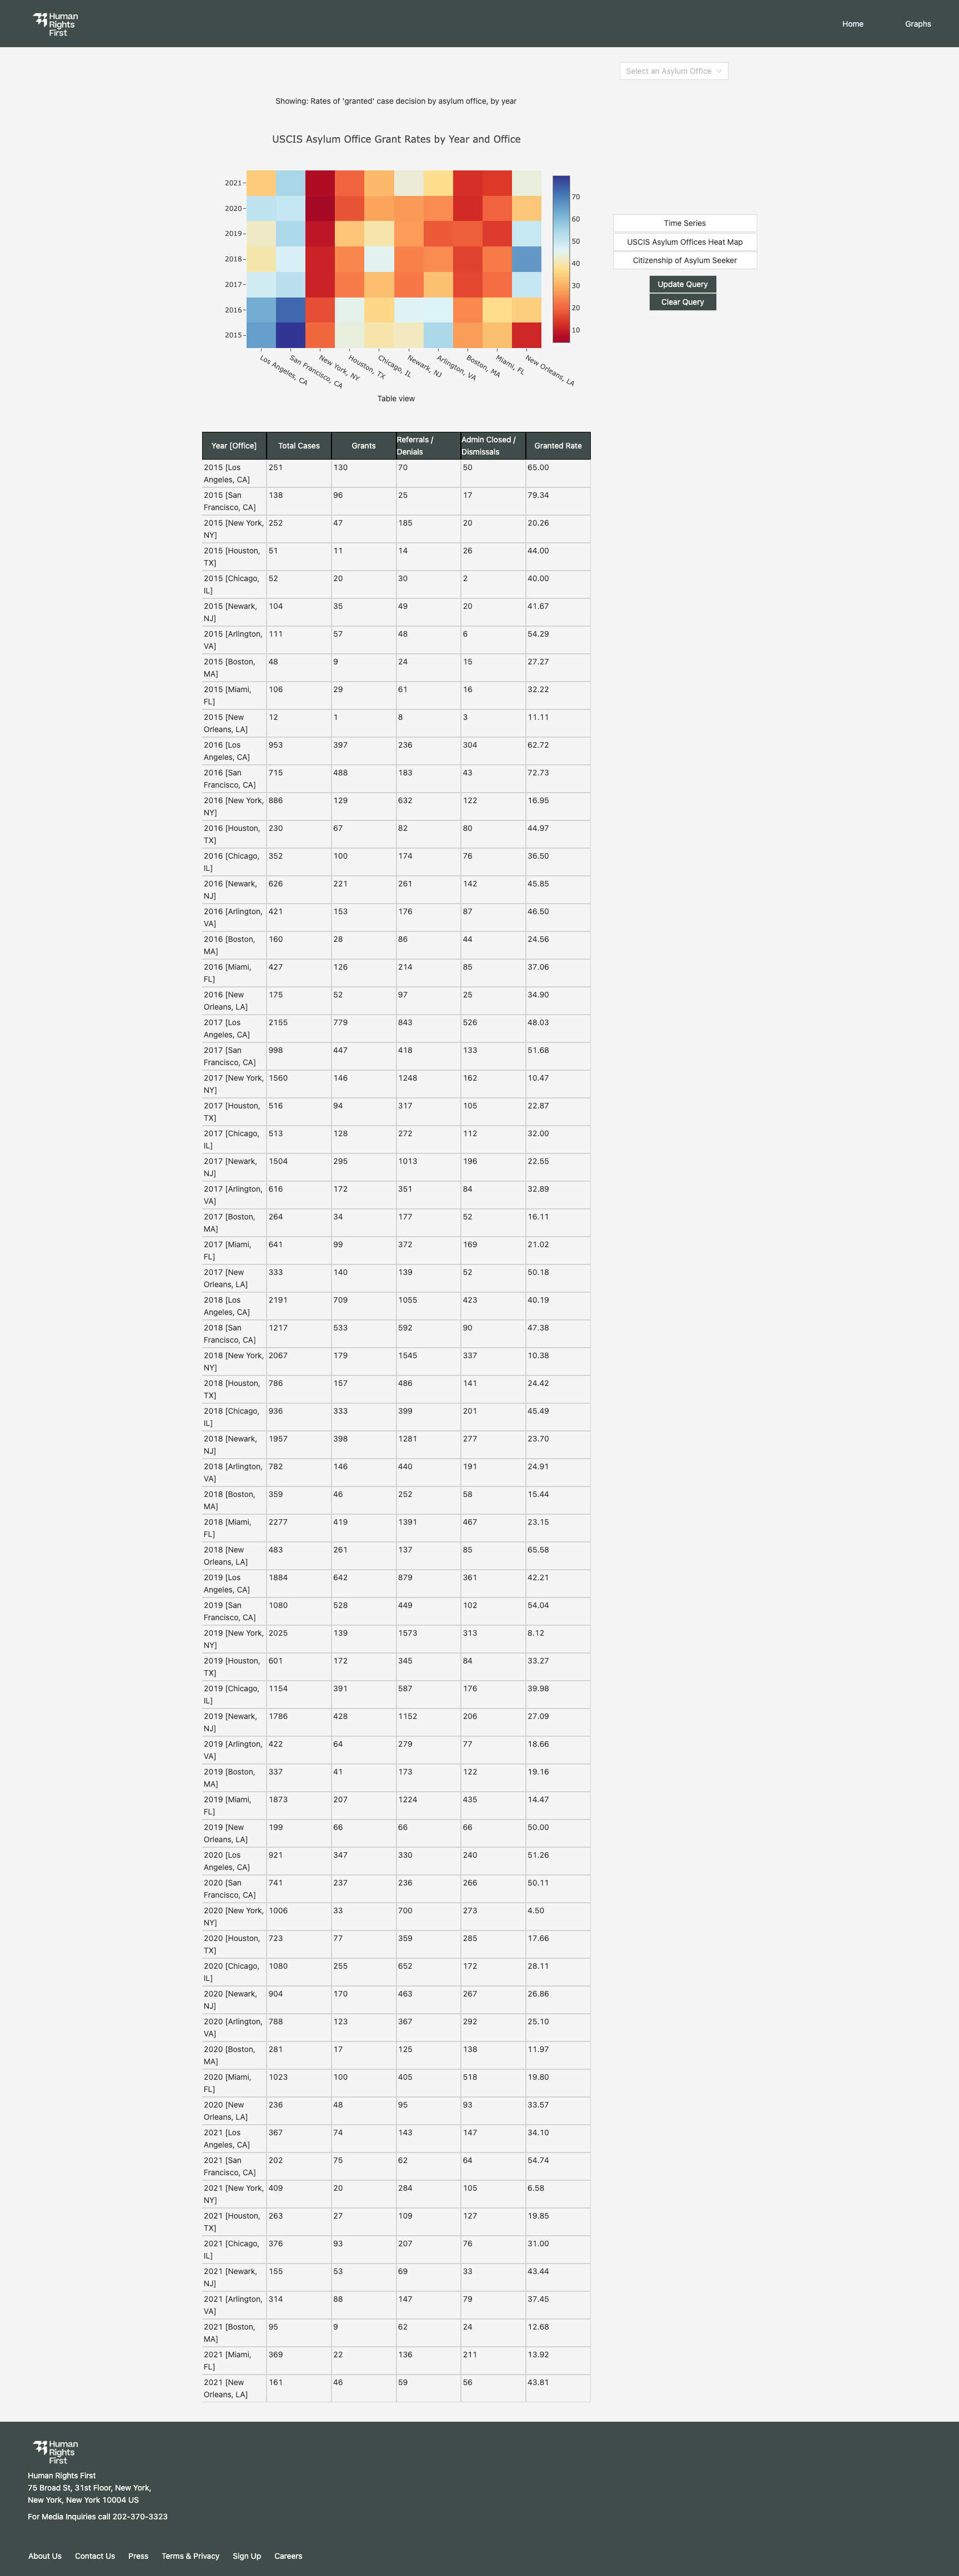 Human
Rights
First
Home
Graphs
Select an Asylum Office
Showing: Rates of 'granted' case decision by asylum office, by year
USCIS Asylum Office Grant Rates by Year and Office
2021
2020
2019
2018
2017
2016
2015
Los Angeles, CA
San Francisco, CA
New York, NY
Houston, TX
Chicago, IL
Newark, NJ
Arlington, VA
Boston, MA
Miami, FL
New Orleans, LA
70
60
50
40
30
20
10
Time Series
USCIS Asylum Offices Heat Map
Citizenship of Asylum Seeker
Update Query
Clear Query
Table view
Year [Office] Total Cases Grants Referrals / Denials Admin Closed / Dismissals Granted Rate
2015 [Los Angeles, CA] 251 130 70 50 65.00
2015 [San Francisco, CA] 138 96 25 17 79.34
2015 [New York, NY] 252 47 185 20 20.26
2015 [Houston, TX] 51 11 14 26 44.00
2015 [Chicago, IL] 52 20 30 2 40.00
2015 [Newark, NJ] 104 35 49 20 41.67
2015 [Arlington, VA] 111 57 48 6 54.29
2015 [Boston, MA] 48 9 24 15 27.27
2015 [Miami, FL] 106 29 61 16 32.22
2015 [New Orleans, LA] 12 1 8 3 11.11
2016 [Los Angeles, CA] 953 397 236 304 62.72
2016 [San Francisco, CA] 715 488 183 43 72.73
2016 [New York, NY] 886 129 632 122 16.95
2016 [Houston, TX] 230 67 82 80 44.97
2016 [Chicago, IL] 352 100 174 76 36.50
2016 [Newark, NJ] 626 221 261 142 45.85
2016 [Arlington, VA] 421 153 176 87 46.50
2016 [Boston, MA] 160 28 86 44 24.56
2016 [Miami, FL] 427 126 214 85 37.06
2016 [New Orleans, LA] 175 52 97 25 34.90
2017 [Los Angeles, CA] 2155 779 843 526 48.03
2017 [San Francisco, CA] 998 447 418 133 51.68
2017 [New York, NY] 1560 146 1248 162 10.47
2017 [Houston, TX] 516 94 317 105 22.87
2017 [Chicago, IL] 513 128 272 112 32.00
2017 [Newark, NJ] 1504 295 1013 196 22.55
2017 [Arlington, VA] 616 172 351 84 32.89
2017 [Boston, MA] 264 34 177 52 16.11
2017 [Miami, FL] 641 99 372 169 21.02
2017 [New Orleans, LA] 333 140 139 52 50.18
2018 [Los Angeles, CA] 2191 709 1055 423 40.19
2018 [San Francisco, CA] 1217 533 592 90 47.38
2018 [New York, NY] 2067 179 1545 337 10.38
2018 [Houston, TX] 786 157 486 141 24.42
2018 [Chicago, IL] 936 333 399 201 45.49
2018 [Newark, NJ] 1957 398 1281 277 23.70
2018 [Arlington, VA] 782 146 440 191 24.91
2018 [Boston, MA] 359 46 252 58 15.44
2018 [Miami, FL] 2277 419 1391 467 23.15
2018 [New Orleans, LA] 483 261 137 85 65.58
2019 [Los Angeles, CA] 1884 642 879 361 42.21
2019 [San Francisco, CA] 1080 528 449 102 54.04
2019 [New York, NY] 2025 139 1573 313 8.12
2019 [Houston, TX] 601 172 345 84 33.27
2019 [Chicago, IL] 1154 391 587 176 39.98
2019 [Newark, NJ] 1786 428 1152 206 27.09
2019 [Arlington, VA] 422 64 279 77 18.66
2019 [Boston, MA] 337 41 173 122 19.16
2019 [Miami, FL] 1873 207 1224 435 14.47
2019 [New Orleans, LA] 199 66 66 66 50.00
2020 [Los Angeles, CA] 921 347 330 240 51.26
2020 [San Francisco, CA] 741 237 236 266 50.11
2020 [New York, NY] 1006 33 700 273 4.50
2020 [Houston, TX] 723 77 359 285 17.66
2020 [Chicago, IL] 1080 255 652 172 28.11
2020 [Newark, NJ] 904 170 463 267 26.86
2020 [Arlington, VA] 788 123 367 292 25.10
2020 [Boston, MA] 281 17 125 138 11.97
2020 [Miami, FL] 1023 100 405 518 19.80
2020 [New Orleans, LA] 236 48 95 93 33.57
2021 [Los Angeles, CA] 367 74 143 147 34.10
2021 [San Francisco, CA] 202 75 62 64 54.74
2021 [New York, NY] 409 20 284 105 6.58
2021 [Houston, TX] 263 27 109 127 19.85
2021 [Chicago, IL] 376 93 207 76 31.00
2021 [Newark, NJ] 155 53 69 33 43.44
2021 [Arlington, VA] 314 88 147 79 37.45
2021 [Boston, MA] 95 9 62 24 12.68
2021 [Miami, FL] 369 22 136 211 13.92
2021 [New Orleans, LA] 161 46 59 56 43.81
Human
Rights
First
Human Rights First
75 Broad St, 31st Floor, New York,
New York, New York 10004 US
For Media Inquiries call 202-370-3323
About Us Contact Us Press Terms & Privacy Sign Up Careers